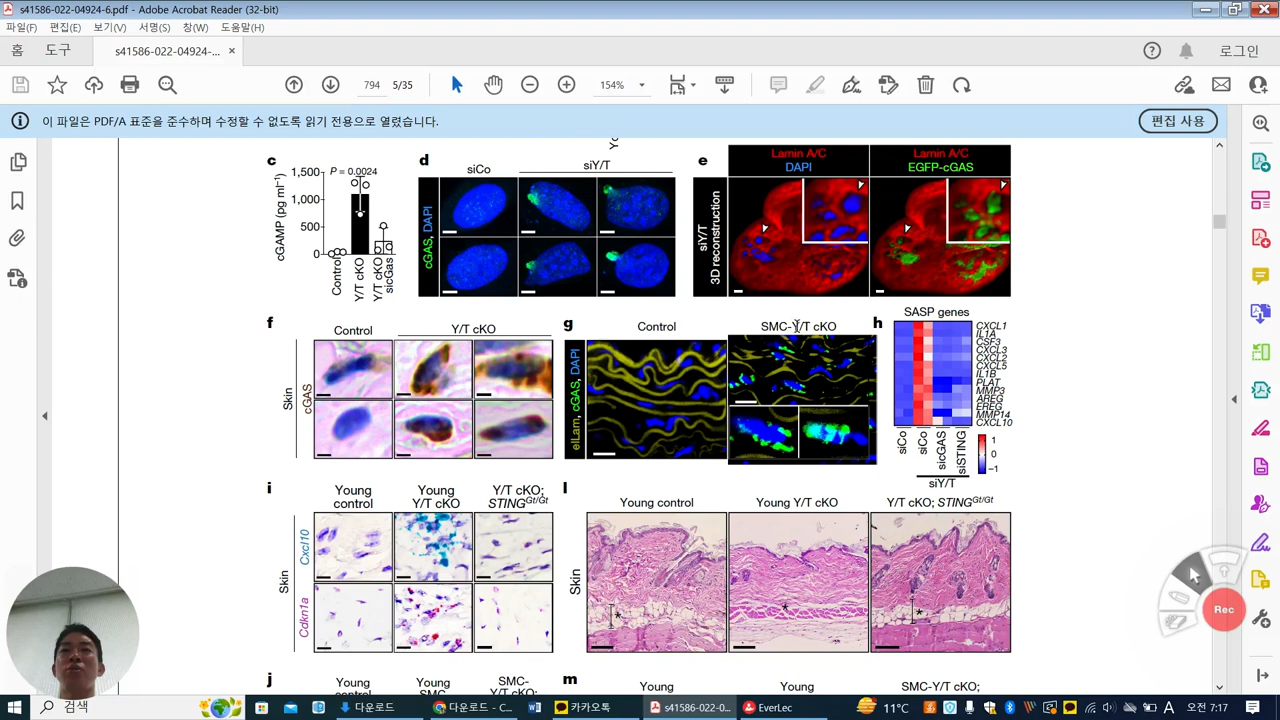 s41586-022-04924-6.pdf - Adobe Acrobat Reader (32-bit)
파일(F) 편집(E) 보기(V) 서명(S) 창(W) 도움말(H)
홈 도구 s41586-022-04924-... × 로그인
794 5/35 154%
이 파일은 PDF/A 표준을 준수하며 수정할 수 없도록 읽기 전용으로 열렸습니다. 편집 사용
c
P = 0.0024
1,500
1,000
500
0
cGAMP (pg ml⁻¹)
Control
Y/T cKO
Y/T cKO
sicGas
d
siCo siY/T
cGAS, DAPI
e
Lamin A/C Lamin A/C
DAPI EGFP-cGAS
siY/T
3D reconstruction
f
Control Y/T cKO
Skin
cGAS
g
Control SMC-Y/T cKO
elLam, cGAS, DAPI
h
SASP genes
CXCL1
IL1A
CSF3
CXCL3
CXCL2
CXCL5
IL1B
PLAT
MMP3
AREG
EREG
MMP14
CXCL10
siCo
siCo
sicGAS
siSTING
siY/T
1
0
−1
i
Young control
Young Y/T cKO
Y/T cKO; STING^Gt/Gt
Skin
Cxcl10
Cdkn1a
l
Young control Young Y/T cKO Y/T cKO; STING^Gt/Gt
Skin
*
*
*
j
Young
control
Young
SMC
SMC-
Y/T cKO;
m
Young Young SMC-Y/T cKO;
Rec
검색 다운로드 다운로드 - C... 카카오톡 s41586-022-0... EverLec 11°C A 오전 7:17